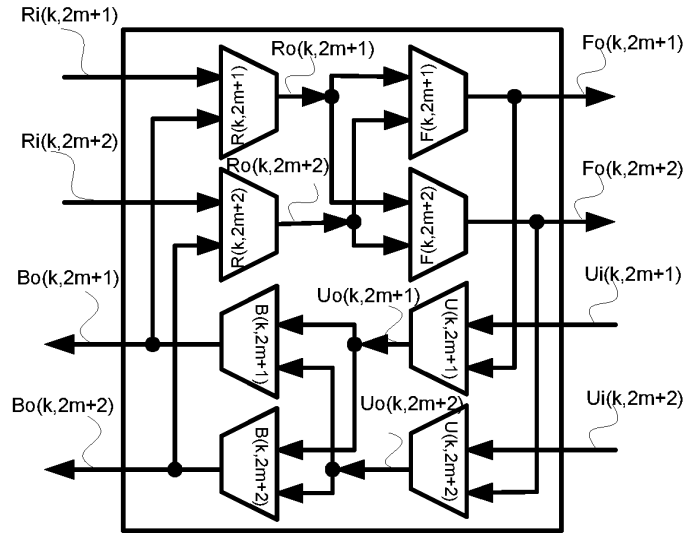 Ri(k,2m+1)
Ro(k,2m+1)
Fo(k,2m+1)
R(k,2m+1)
F(k,2m+1)
Ri(k,2m+2)
Ro(k,2m+2)
Fo(k,2m+2)
R(k,2m+2)
F(k,2m+2)
Bo(k,2m+1)
Uo(k,2m+1)
Ui(k,2m+1)
B(k,2m+1)
U(k,2m+1)
Bo(k,2m+2)
Uo(k,2m+2)
Ui(k,2m+2)
B(k,2m+2)
U(k,2m+2)